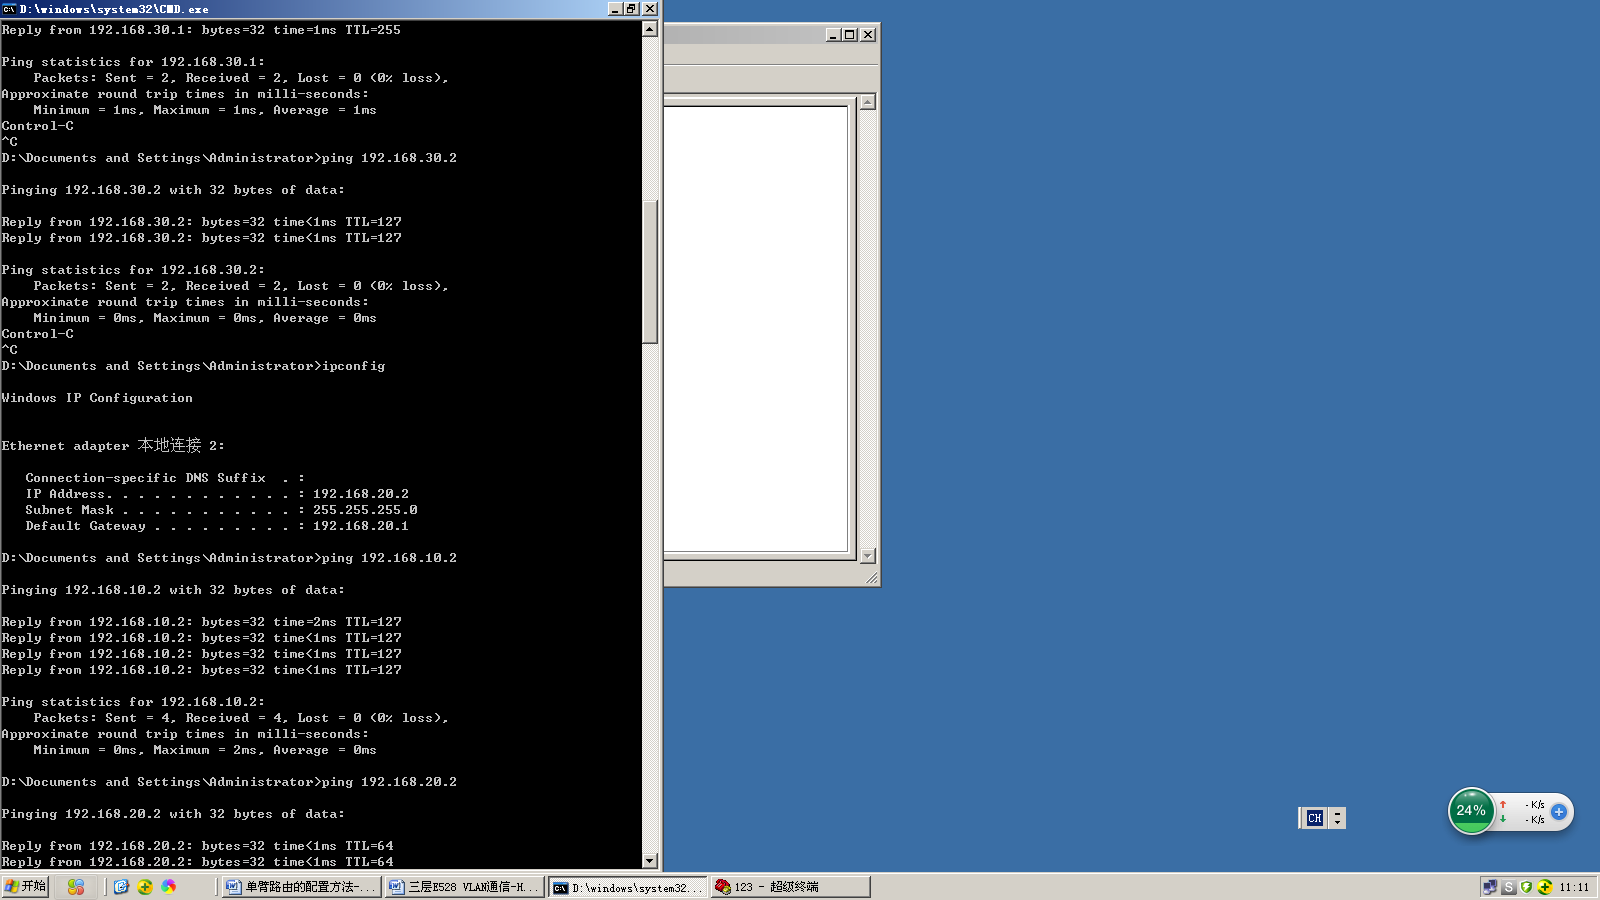 D:\windows\system32\CMD.exe
Reply from 192.168.30.1: bytes=32 time=1ms TTL=255
Ping statistics for 192.168.30.1:
Packets: Sent = 2, Received = 2, Lost = 0 (0% loss),
Approximate round trip times in milli-seconds:
Minimum = 1ms, Maximum = 1ms, Average = 1ms
Control-C
^C
D:\Documents and Settings\Administrator>ping 192.168.30.2
Pinging 192.168.30.2 with 32 bytes of data:
Reply from 192.168.30.2: bytes=32 time<1ms TTL=127
Reply from 192.168.30.2: bytes=32 time<1ms TTL=127
Ping statistics for 192.168.30.2:
Packets: Sent = 2, Received = 2, Lost = 0 (0% loss),
Approximate round trip times in milli-seconds:
Minimum = 0ms, Maximum = 0ms, Average = 0ms
Control-C
^C
D:\Documents and Settings\Administrator>ipconfig
Windows IP Configuration
Ethernet adapter 本地连接 2:
Connection-specific DNS Suffix . :
IP Address. . . . . . . . . . . . : 192.168.20.2
Subnet Mask . . . . . . . . . . . : 255.255.255.0
Default Gateway . . . . . . . . . : 192.168.20.1
D:\Documents and Settings\Administrator>ping 192.168.10.2
Pinging 192.168.10.2 with 32 bytes of data:
Reply from 192.168.10.2: bytes=32 time=2ms TTL=127
Reply from 192.168.10.2: bytes=32 time<1ms TTL=127
Reply from 192.168.10.2: bytes=32 time<1ms TTL=127
Reply from 192.168.10.2: bytes=32 time<1ms TTL=127
Ping statistics for 192.168.10.2:
Packets: Sent = 4, Received = 4, Lost = 0 (0% loss),
Approximate round trip times in milli-seconds:
Minimum = 0ms, Maximum = 2ms, Average = 0ms
D:\Documents and Settings\Administrator>ping 192.168.20.2
Pinging 192.168.20.2 with 32 bytes of data:
Reply from 192.168.20.2: bytes=32 time<1ms TTL=64
Reply from 192.168.20.2: bytes=32 time<1ms TTL=64
CH
24%
- K/s
- K/s
开始
单臂路由的配置方法-...
三层E528 VLAN通信-H...
D:\windows\system32...
123 - 超级终端
11:11